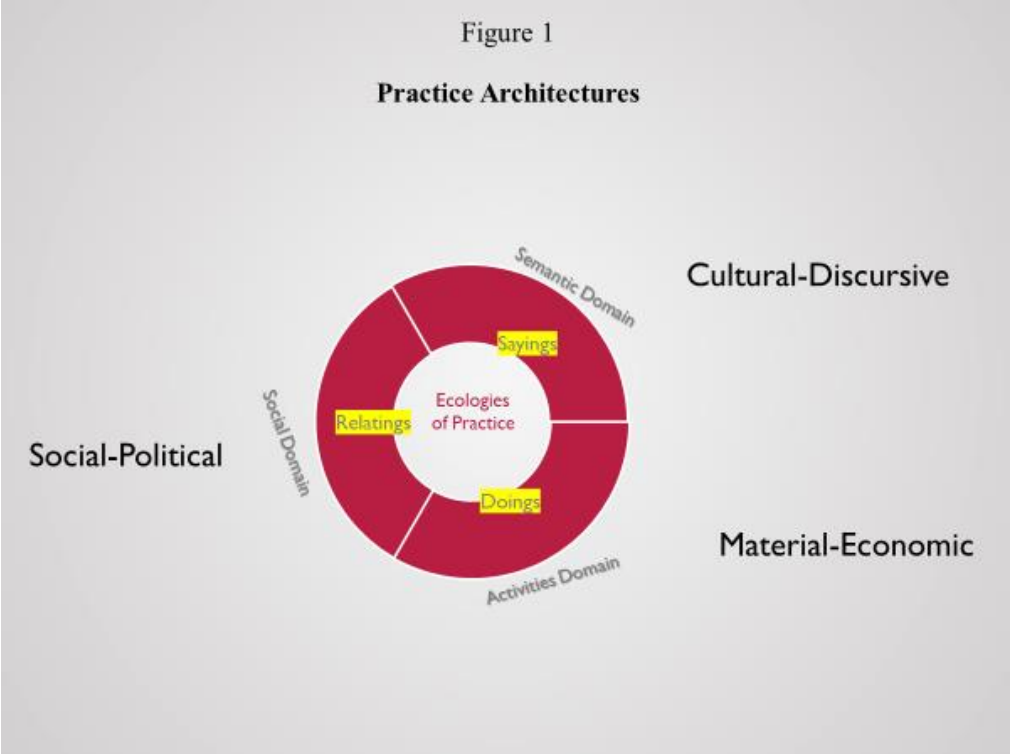 Figure 1
Practice Architectures
Semantic Domain
Cultural-Discursive
Sayings
Ecologies
of Practice
Relatings
Social Domain
Social-Political
Doings
Material-Economic
Activities Domain